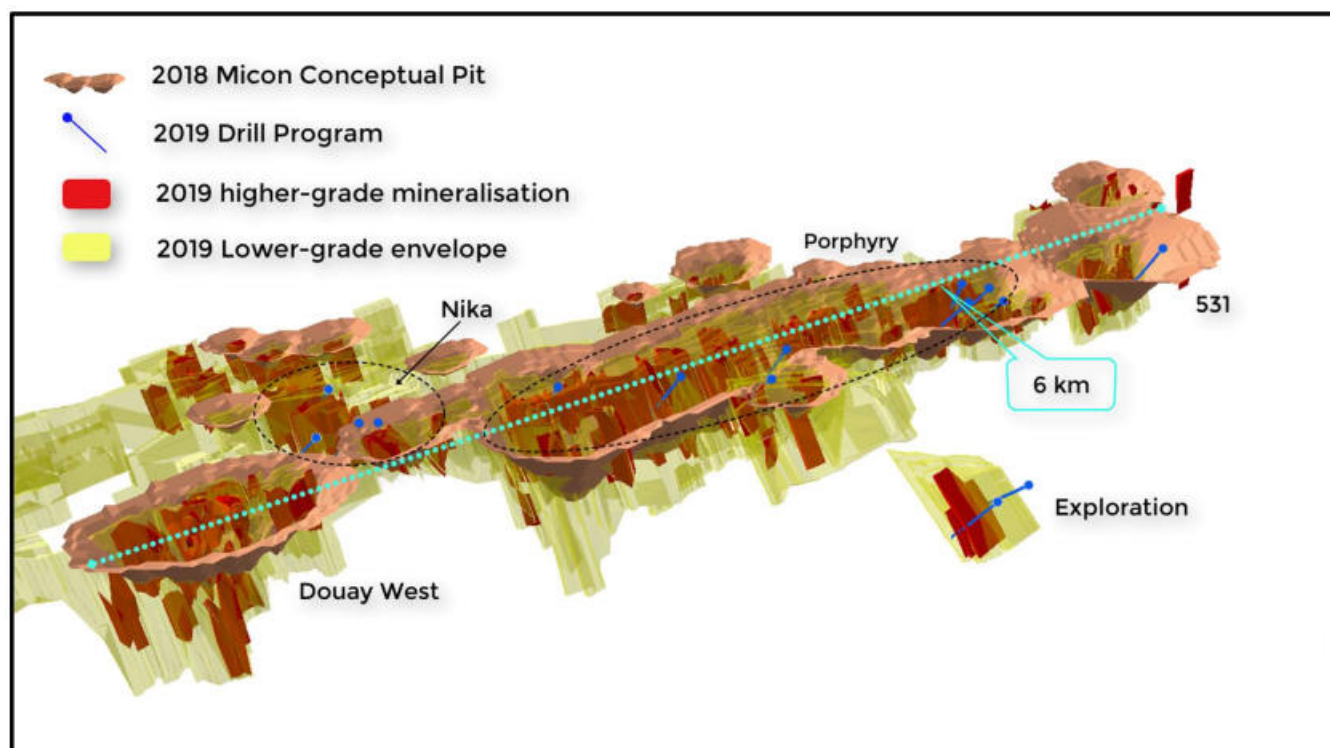 2018 Micon Conceptual Pit
2019 Drill Program
2019 higher-grade mineralisation
2019 Lower-grade envelope
Porphyry
Nika
531
6 km
Exploration
Douay West